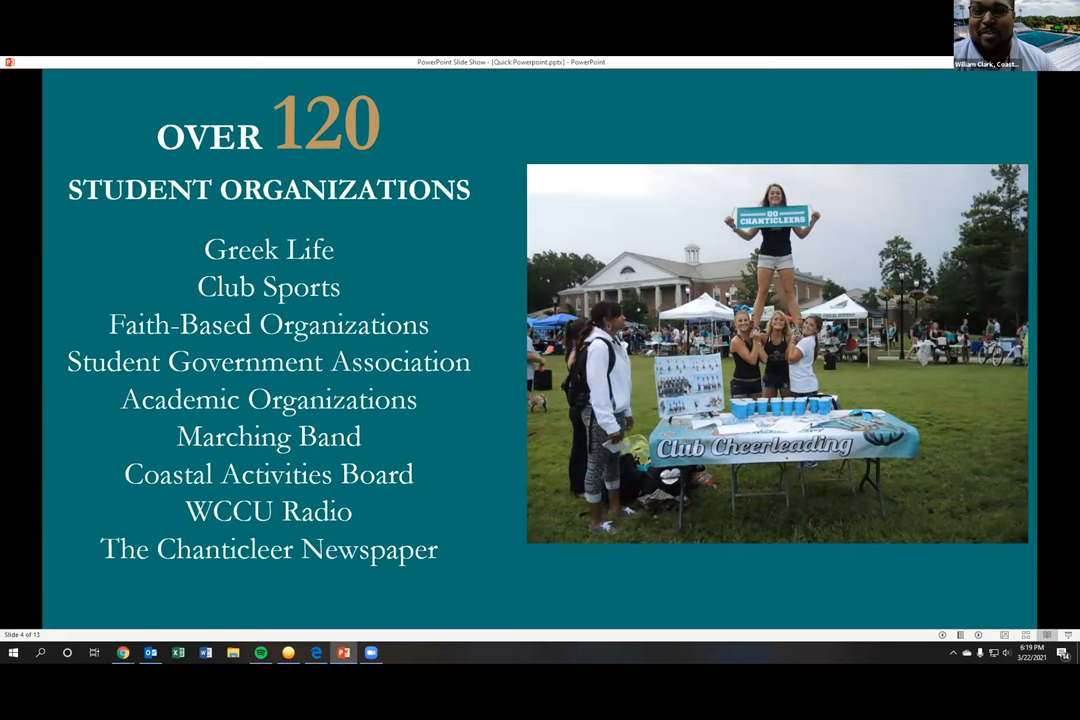 PowerPoint Slide Show - [Quick Powerpoint.pptx] - PowerPoint
William Clark, Coast...
OVER 120
STUDENT ORGANIZATIONS
Greek Life
Club Sports
Faith-Based Organizations
Student Government Association
Academic Organizations
Marching Band
Coastal Activities Board
WCCU Radio
The Chanticleer Newspaper
GO
CHANTICLEERS
Club Cheerleading
Slide 4 of 13
6:19 PM
3/22/2021